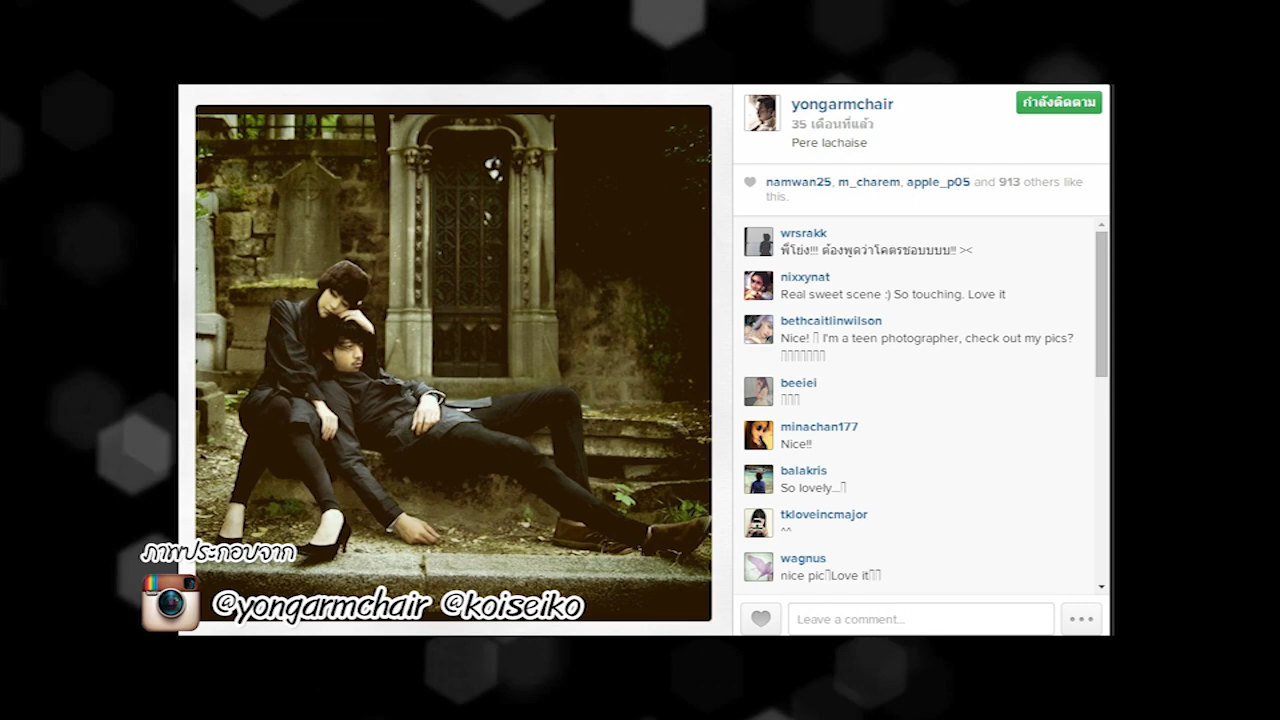 yongarmchair
35 เดือนที่แล้ว
Pere lachaise
กำลังติดตาม
namwan25, m_charem, apple_p05 and 913 others like
this.
wrsrakk
พี่โย่ง!!! ต้องพูดว่าโคตรชอบบบบ!! ><
nixxynat
Real sweet scene :) So touching. Love it
bethcaitlinwilson
Nice! I'm a teen photographer, check out my pics?
beeiei
minachan177
Nice!!
balakris
So lovely...
tkloveincmajor
^^
wagnus
nice pic Love it
Leave a comment...
ภาพประกอบจาก
@yongarmchair @koiseiko